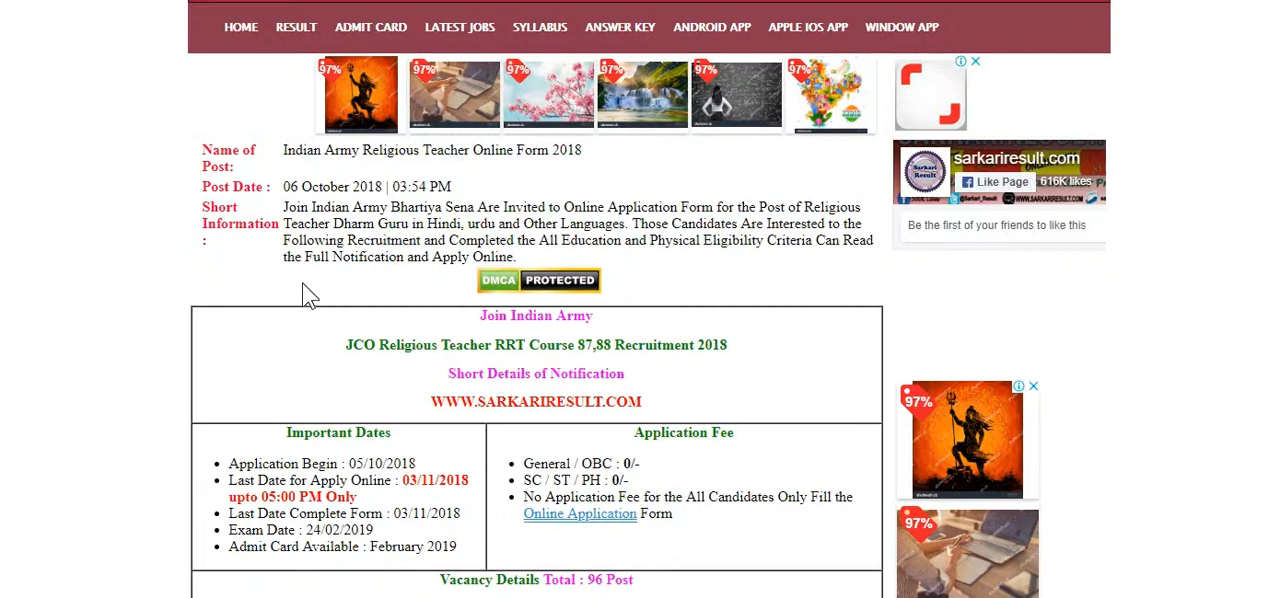 HOME RESULT ADMIT CARD LATEST JOBS SYLLABUS ANSWER KEY ANDROID APP APPLE IOS APP WINDOW APP
97% 97% 97% 97% 97% 97%
Name of Post: Indian Army Religious Teacher Online Form 2018
Post Date : 06 October 2018 | 03:54 PM
Short Information : Join Indian Army Bhartiya Sena Are Invited to Online Application Form for the Post of Religious
Teacher Dharm Guru in Hindi, urdu and Other Languages. Those Candidates Are Interested to the
Following Recruitment and Completed the All Education and Physical Eligibility Criteria Can Read
the Full Notification and Apply Online.
DMCA PROTECTED
sarkariresult.com
Sarkari Result
Like Page 616K likes
WWW.SARKARIRESULT.COM
Be the first of your friends to like this
Join Indian Army
JCO Religious Teacher RRT Course 87,88 Recruitment 2018
Short Details of Notification
WWW.SARKARIRESULT.COM
Important Dates
Application Begin : 05/10/2018
Last Date for Apply Online : 03/11/2018
upto 05:00 PM Only
Last Date Complete Form : 03/11/2018
Exam Date : 24/02/2019
Admit Card Available : February 2019
Application Fee
General / OBC : 0/-
SC / ST / PH : 0/-
No Application Fee for the All Candidates Only Fill the
Online Application Form
Vacancy Details Total : 96 Post
97%
97%